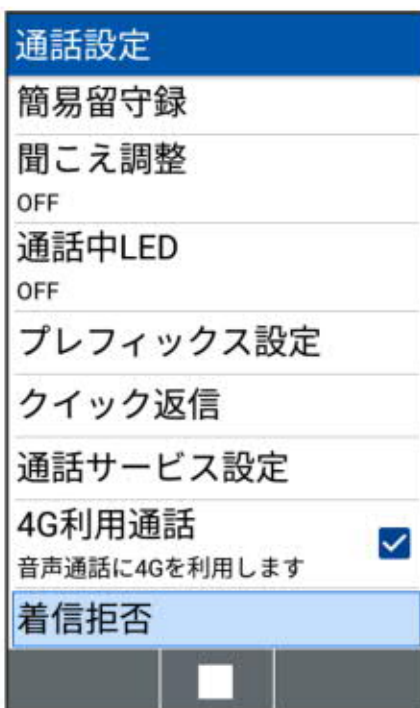 通話設定
簡易留守録
聞こえ調整
OFF
通話中LED
OFF
プレフィックス設定
クイック返信
通話サービス設定
4G利用通話
音声通話に4Gを利用します
着信拒否